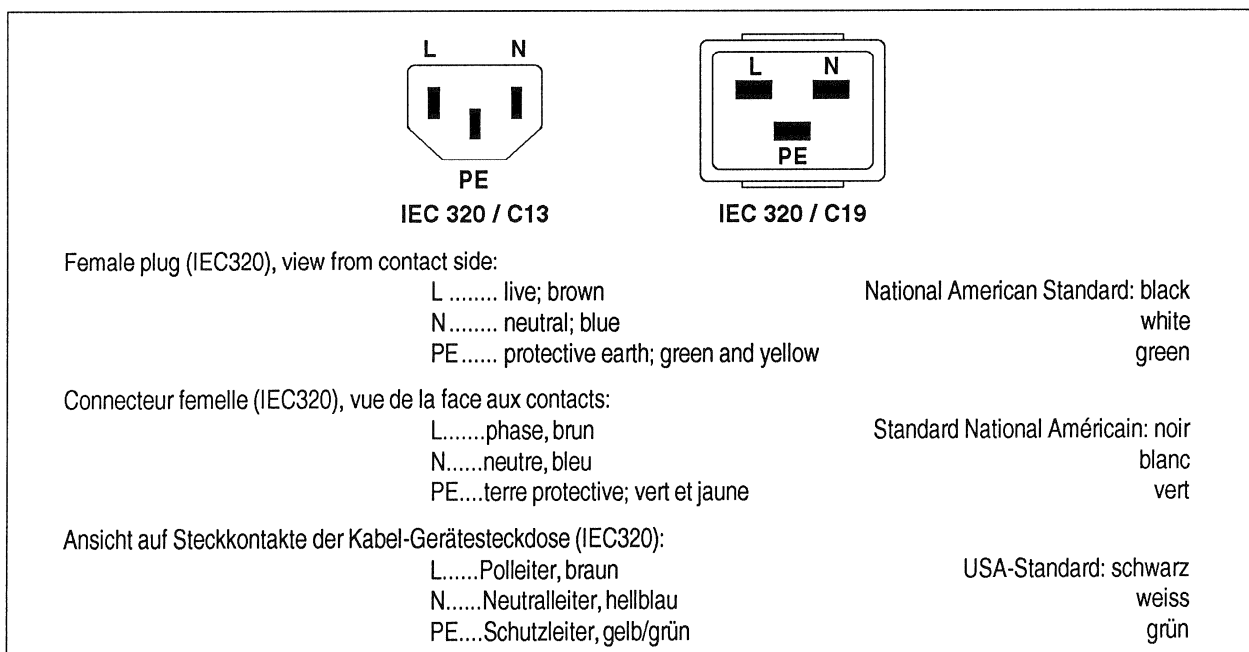 L N
PE
IEC 320 / C13
L N
PE
IEC 320 / C19
Female plug (IEC320), view from contact side:
L ........ live; brown National American Standard: black
N ........ neutral; blue white
PE ...... protective earth; green and yellow green
Connecteur femelle (IEC320), vue de la face aux contacts:
L.......phase, brun Standard National Américain: noir
N......neutre, bleu blanc
PE....terre protective; vert et jaune vert
Ansicht auf Steckkontakte der Kabel-Gerätesteckdose (IEC320):
L......Polleiter, braun USA-Standard: schwarz
N......Neutralleiter, hellblau weiss
PE....Schutzleiter, gelb/grün grün